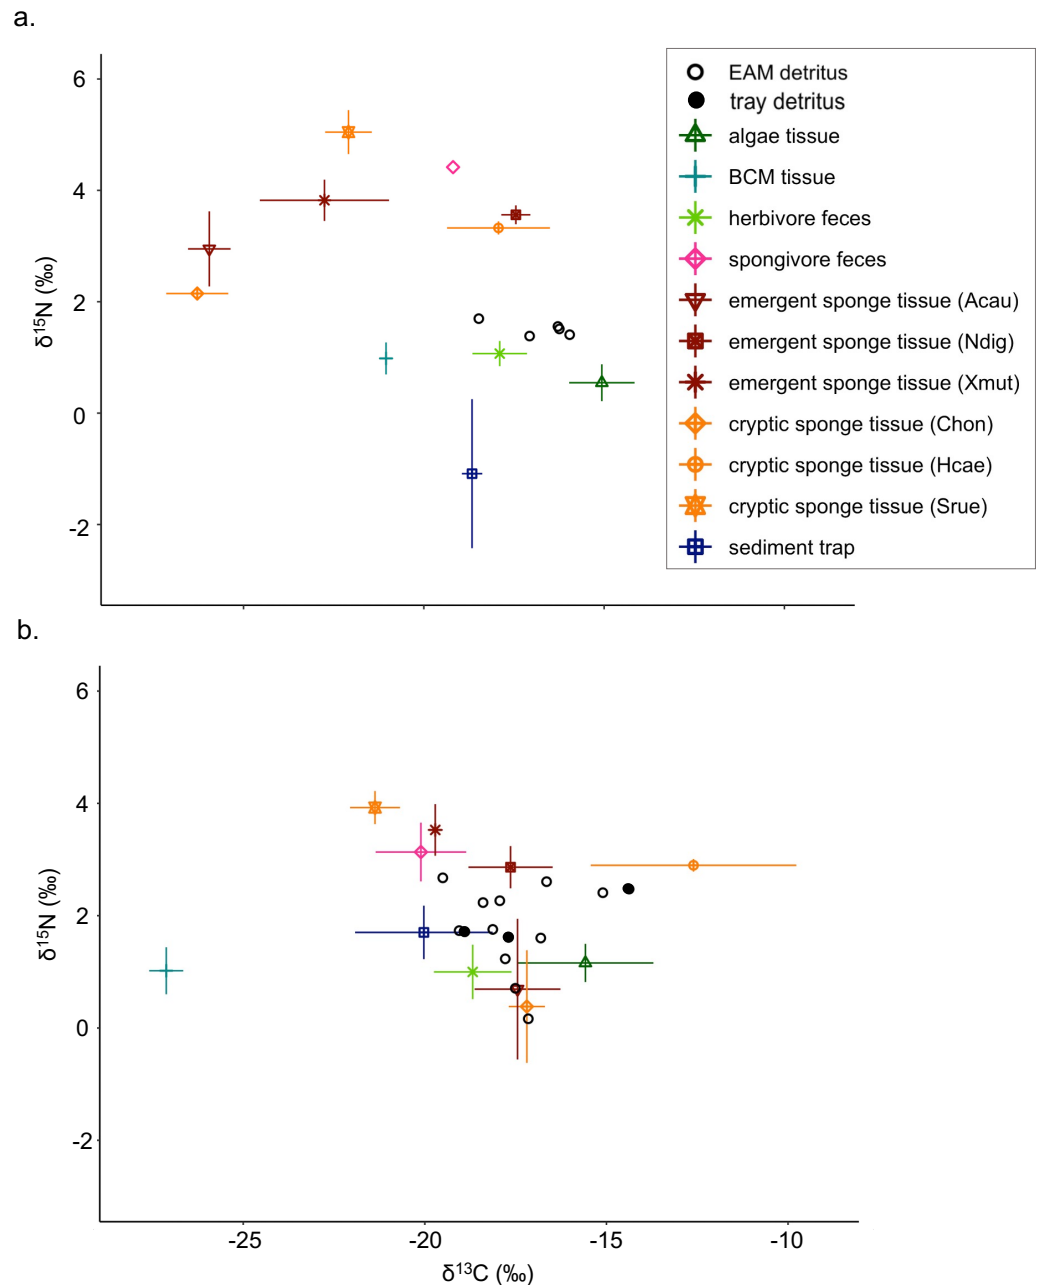 a.
6
4
2
0
-2
δ¹⁵N (‰)
EAM detritus
tray detritus
algae tissue
BCM tissue
herbivore feces
spongivore feces
emergent sponge tissue (Acau)
emergent sponge tissue (Ndig)
emergent sponge tissue (Xmut)
cryptic sponge tissue (Chon)
cryptic sponge tissue (Hcae)
cryptic sponge tissue (Srue)
sediment trap
b.
6
4
2
0
-2
δ¹⁵N (‰)
-25 -20 -15 -10
δ¹³C (‰)